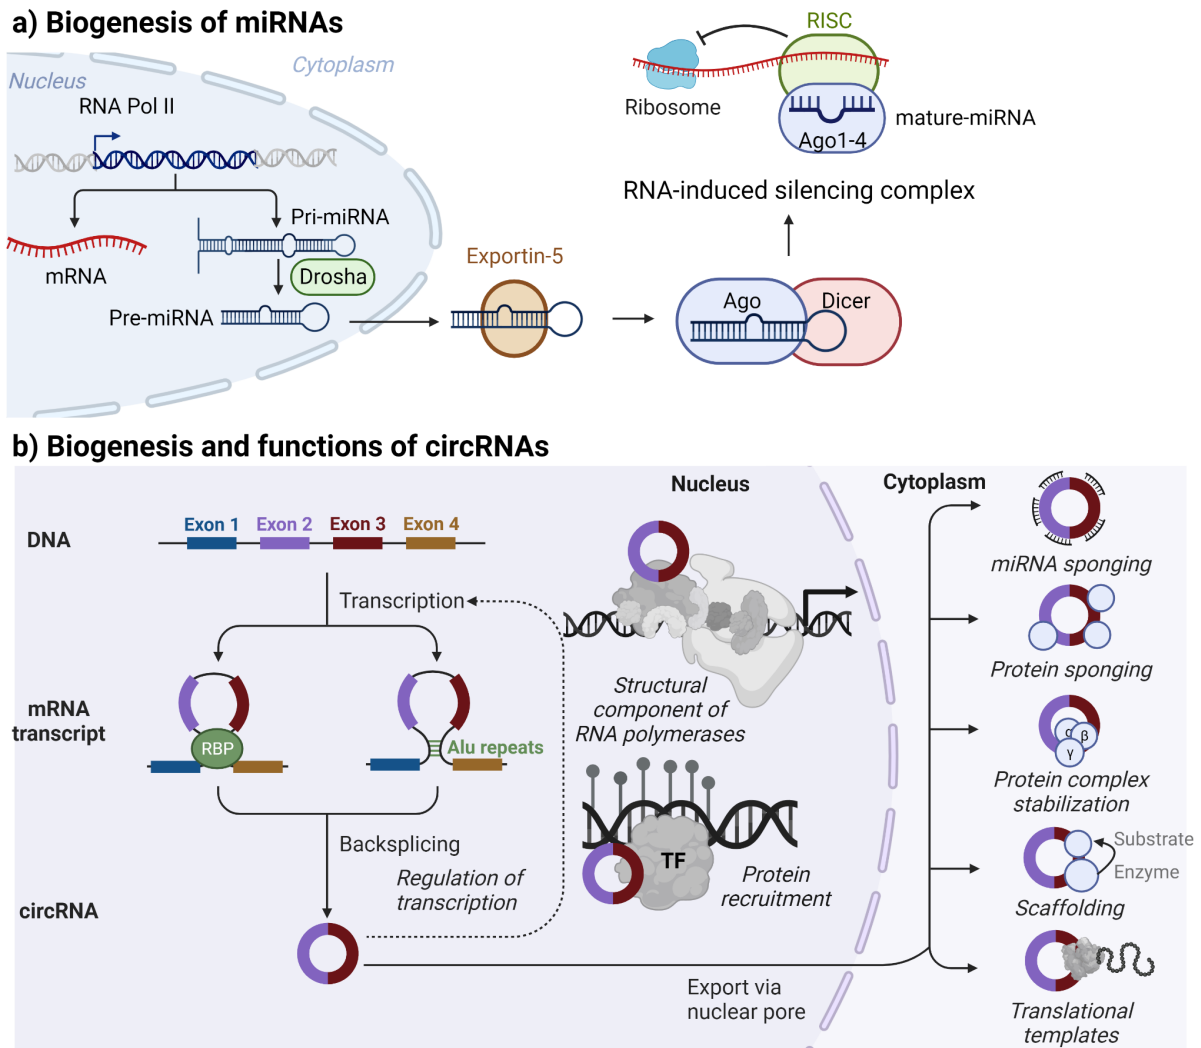 a) Biogenesis of miRNAs
Nucleus
Cytoplasm
RNA Pol II
mRNA
Pri-miRNA
Drosha
Pre-miRNA
Exportin-5
Ago
Dicer
RNA-induced silencing complex
RISC
Ribosome
mature-miRNA
Ago1-4
b) Biogenesis and functions of circRNAs
Nucleus
Cytoplasm
DNA
Exon 1
Exon 2
Exon 3
Exon 4
Transcription
mRNA
transcript
RBP
Alu repeats
Backsplicing
Regulation of
transcription
circRNA
Structural
component of
RNA polymerases
TF
Protein
recruitment
Export via
nuclear pore
miRNA sponging
Protein sponging
α
β
γ
Protein complex
stabilization
Substrate
Enzyme
Scaffolding
Translational
templates